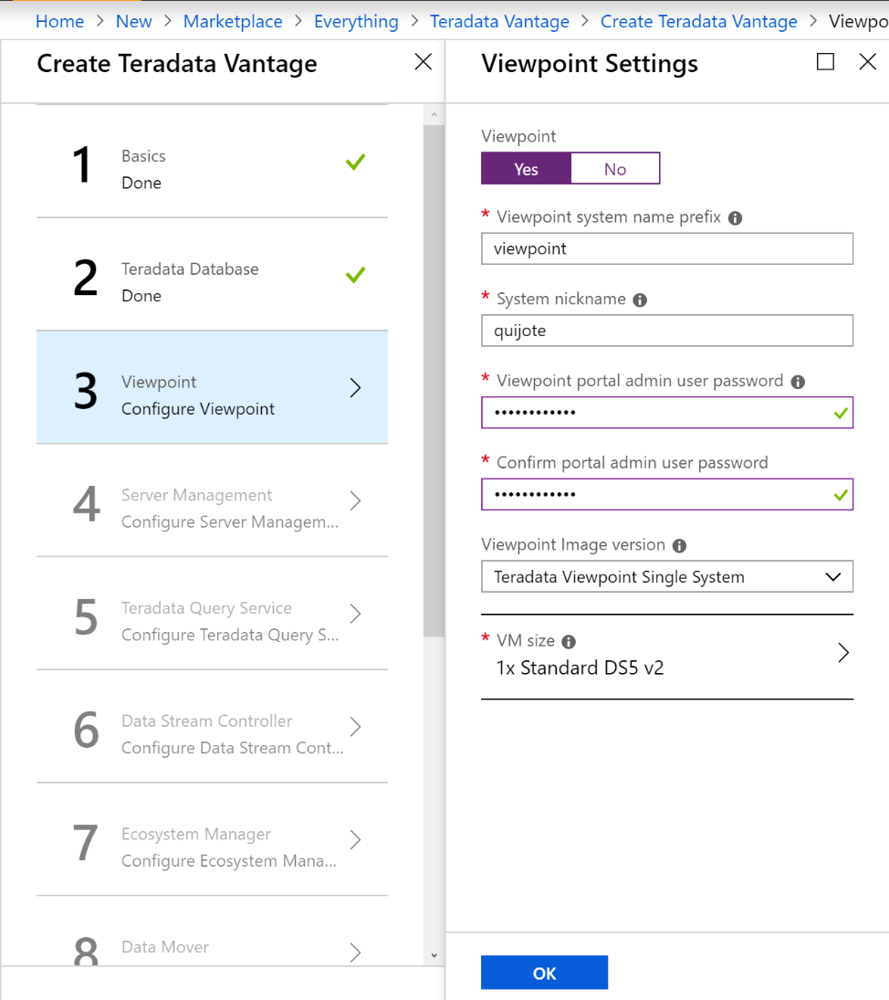 Home > New > Marketplace > Everything > Teradata Vantage > Create Teradata Vantage > Viewpo
Create Teradata Vantage
1
Basics
Done
2
Teradata Database
Done
3
Viewpoint
Configure Viewpoint
4
Server Management
Configure Server Managem...
5
Teradata Query Service
Configure Teradata Query S...
6
Data Stream Controller
Configure Data Stream Cont...
7
Ecosystem Manager
Configure Ecosystem Mana...
8
Data Mover
Viewpoint Settings
Viewpoint
Yes No
* Viewpoint system name prefix
viewpoint
* System nickname
quijote
* Viewpoint portal admin user password
••••••••••••
* Confirm portal admin user password
••••••••••••
Viewpoint Image version
Teradata Viewpoint Single System
* VM size
1x Standard DS5 v2
OK